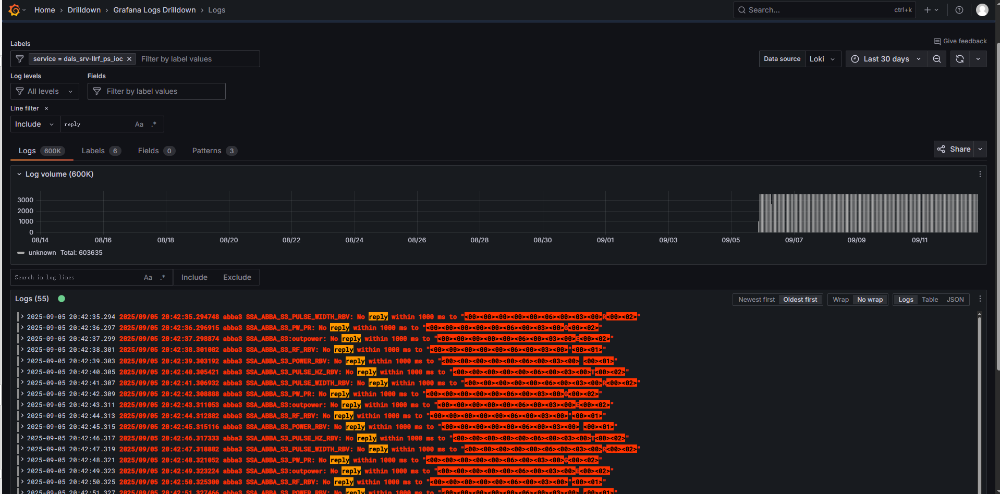 Home › Drilldown › Grafana Logs Drilldown › Logs
Search... ctrl+k
Labels
Give feedback
service = dals_srv-llrf_ps_ioc × Filter by label values
Data source Loki Last 30 days
Log levels Fields
All levels Filter by label values
Line filter ×
Include reply Aa .*
Logs 600K Labels 6 Fields 0 Patterns 3
Share
Log volume (600K)
3000
2000
1000
0
08/14 08/16 08/18 08/20 08/22 08/24 08/26 08/28 08/30 09/01 09/03 09/05 09/07 09/09 09/11
unknown Total: 603635
Search in log lines Aa .* Include Exclude
Logs (55) Newest first Oldest first Wrap No wrap Logs Table JSON
2025-09-05 20:42:35.294 2025/09/05 20:42:35.294748 abba3 SSA_ABBA_S3_PULSE_WIDTH_RBV: No reply within 1000 ms to "<00><00><00><00><00><06><00><03><00>R<00><02>"
2025-09-05 20:42:36.297 2025/09/05 20:42:36.296915 abba3 SSA_ABBA_S3_PW_PR: No reply within 1000 ms to "<00><00><00><00><00><06><00><03><00>G<00><02>"
2025-09-05 20:42:37.299 2025/09/05 20:42:37.298874 abba3 SSA_ABBA_S3:outpower: No reply within 1000 ms to "<00><00><00><00><00><06><00><03><00>E<00><02>"
2025-09-05 20:42:38.301 2025/09/05 20:42:38.301002 abba3 SSA_ABBA_S3_RF_RBV: No reply within 1000 ms to "<00><00><00><00><00><06><00><03><00>"<00><01>"
2025-09-05 20:42:39.303 2025/09/05 20:42:39.303192 abba3 SSA_ABBA_S3_POWER_RBV: No reply within 1000 ms to "<00><00><00><00><00><06><00><03><00> <00><01>"
2025-09-05 20:42:40.305 2025/09/05 20:42:40.305421 abba3 SSA_ABBA_S3_PULSE_HZ_RBV: No reply within 1000 ms to "<00><00><00><00><00><06><00><03><00>T<00><02>"
2025-09-05 20:42:41.307 2025/09/05 20:42:41.306932 abba3 SSA_ABBA_S3_PULSE_WIDTH_RBV: No reply within 1000 ms to "<00><00><00><00><00><06><00><03><00>R<00><02>"
2025-09-05 20:42:42.309 2025/09/05 20:42:42.308888 abba3 SSA_ABBA_S3_PW_PR: No reply within 1000 ms to "<00><00><00><00><00><06><00><03><00>G<00><02>"
2025-09-05 20:42:43.311 2025/09/05 20:42:43.311053 abba3 SSA_ABBA_S3:outpower: No reply within 1000 ms to "<00><00><00><00><00><06><00><03><00>E<00><02>"
2025-09-05 20:42:44.313 2025/09/05 20:42:44.312882 abba3 SSA_ABBA_S3_RF_RBV: No reply within 1000 ms to "<00><00><00><00><00><06><00><03><00>"<00><01>"
2025-09-05 20:42:45.315 2025/09/05 20:42:45.315116 abba3 SSA_ABBA_S3_POWER_RBV: No reply within 1000 ms to "<00><00><00><00><00><06><00><03><00> <00><01>"
2025-09-05 20:42:46.317 2025/09/05 20:42:46.317333 abba3 SSA_ABBA_S3_PULSE_HZ_RBV: No reply within 1000 ms to "<00><00><00><00><00><06><00><03><00>T<00><02>"
2025-09-05 20:42:47.319 2025/09/05 20:42:47.318882 abba3 SSA_ABBA_S3_PULSE_WIDTH_RBV: No reply within 1000 ms to "<00><00><00><00><00><06><00><03><00>R<00><02>"
2025-09-05 20:42:48.321 2025/09/05 20:42:48.321052 abba3 SSA_ABBA_S3_PW_PR: No reply within 1000 ms to "<00><00><00><00><00><06><00><03><00>G<00><02>"
2025-09-05 20:42:49.323 2025/09/05 20:42:49.323224 abba3 SSA_ABBA_S3:outpower: No reply within 1000 ms to "<00><00><00><00><00><06><00><03><00>E<00><02>"
2025-09-05 20:42:50.325 2025/09/05 20:42:50.325300 abba3 SSA_ABBA_S3_RF_RBV: No reply within 1000 ms to "<00><00><00><00><00><06><00><03><00>"<00><01>"
2025-09-05 20:42:51.327 2025/09/05 20:42:51.327466 abba3 SSA_ABBA_S3_POWER_RBV: No reply within 1000 ms to "<00><00><00><00><00><06><00><03><00> <00><01>"